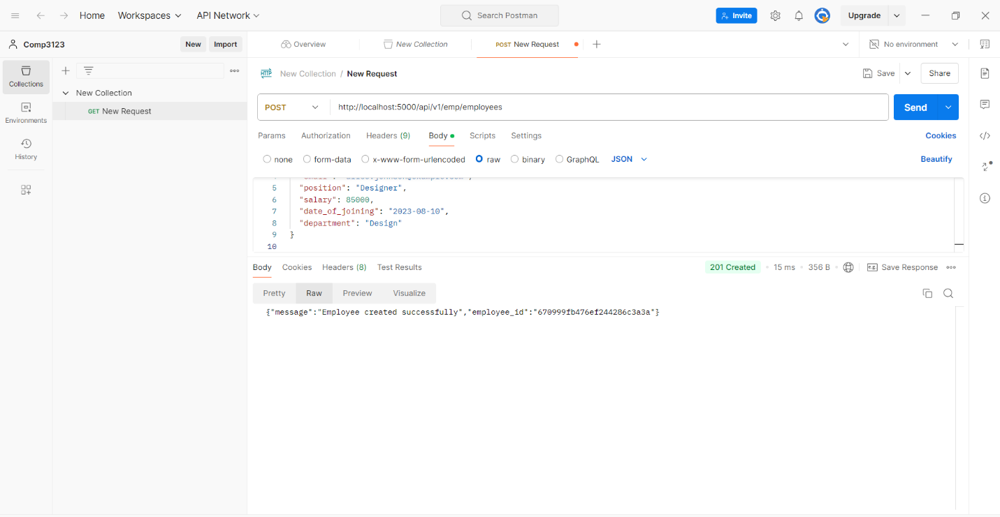 Home Workspaces API Network Search Postman Invite Upgrade
Comp3123 New Import Overview New Collection POST New Request No environment
Collections
New Collection / New Request Save Share
New Collection
GET New Request
POST http://localhost:5000/api/v1/emp/employees Send
Environments
History
Params Authorization Headers (9) Body Scripts Settings Cookies
none form-data x-www-form-urlencoded raw binary GraphQL JSON Beautify
5 "position": "Designer",
6 "salary": 85000,
7 "date_of_joining": "2023-08-10",
8 "department": "Design"
9 }
10
Body Cookies Headers (8) Test Results 201 Created 15 ms 356 B e.g. Save Response
Pretty Raw Preview Visualize
{"message":"Employee created successfully","employee_id":"670999fb476ef244286c3a3a"}